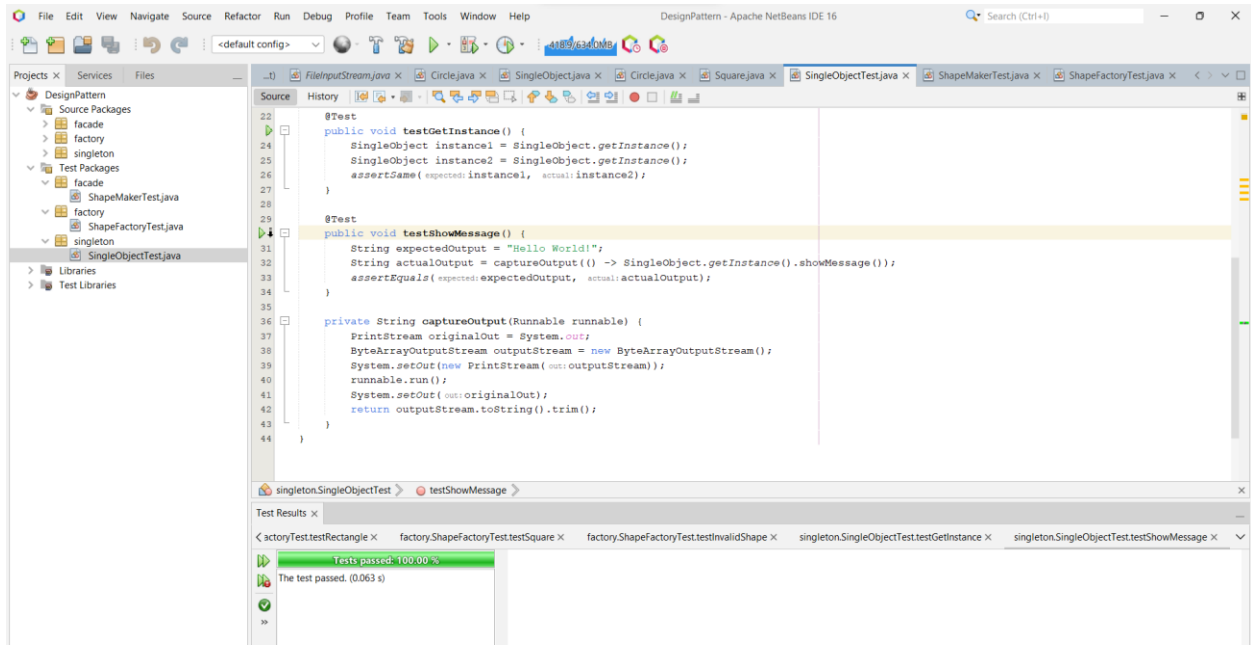 File Edit View Navigate Source Refactor Run Debug Profile Team Tools Window Help
DesignPattern - Apache NetBeans IDE 16
Search (Ctrl+I)
<default config>
418.9/634.0MB
Projects
Services
Files
...t)
FileInputStream.java
Circle.java
SingleObject.java
Circle.java
Square.java
SingleObjectTest.java
ShapeMakerTest.java
ShapeFactoryTest.java
DesignPattern
Source Packages
facade
factory
singleton
Test Packages
facade
ShapeMakerTest.java
factory
ShapeFactoryTest.java
singleton
SingleObjectTest.java
Libraries
Test Libraries
Source History
22 @Test
public void testGetInstance() {
24 SingleObject instance1 = SingleObject.getInstance();
25 SingleObject instance2 = SingleObject.getInstance();
26 assertSame( expected: instance1, actual: instance2);
27 }
28
29 @Test
public void testShowMessage() {
31 String expectedOutput = "Hello World!";
32 String actualOutput = captureOutput(() -> SingleObject.getInstance().showMessage());
33 assertEquals( expected: expectedOutput, actual: actualOutput);
34 }
35
36 private String captureOutput(Runnable runnable) {
37 PrintStream originalOut = System.out;
38 ByteArrayOutputStream outputStream = new ByteArrayOutputStream();
39 System.setOut(new PrintStream( out: outputStream));
40 runnable.run();
41 System.setOut( out: originalOut);
42 return outputStream.toString().trim();
43 }
44 }
singleton.SingleObjectTest
testShowMessage
Test Results
actoryTest.testRectangle
factory.ShapeFactoryTest.testSquare
factory.ShapeFactoryTest.testInvalidShape
singleton.SingleObjectTest.testGetInstance
singleton.SingleObjectTest.testShowMessage
Tests passed: 100.00 %
The test passed. (0.063 s)